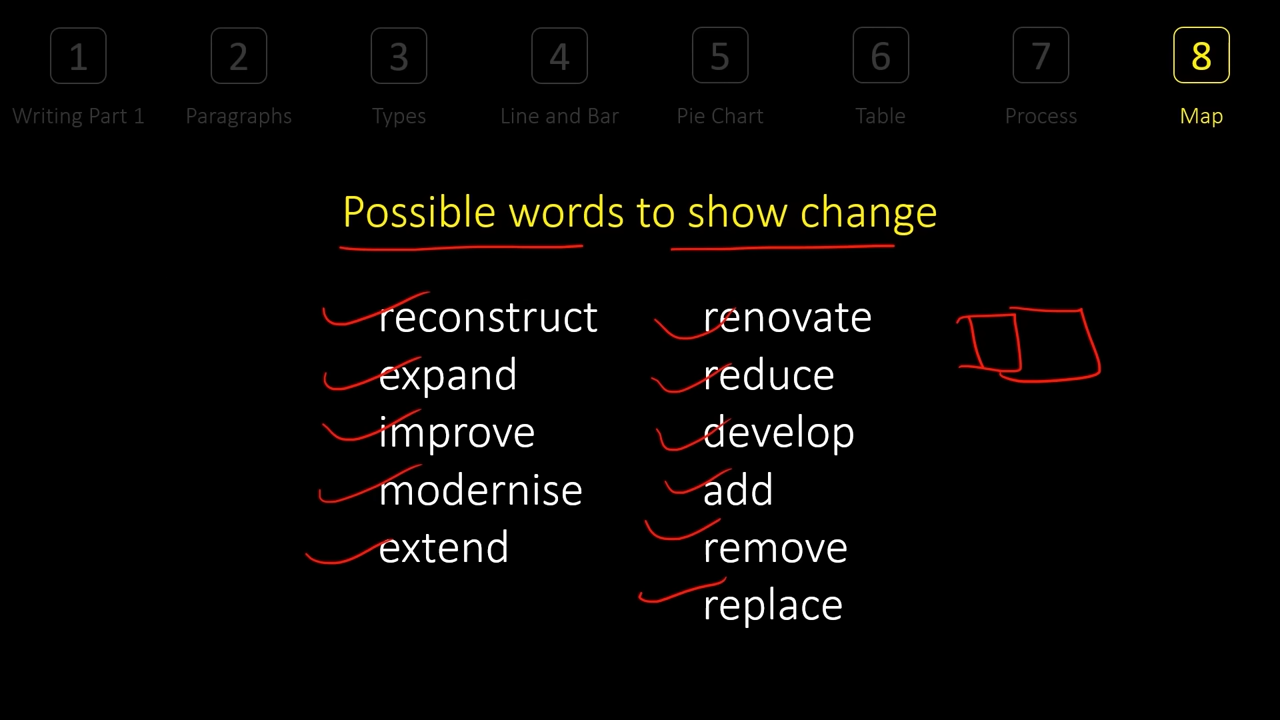 1 2 3 4 5 6 7 8
Writing Part 1 Paragraphs Types Line and Bar Pie Chart Table Process Map
Possible words to show change
reconstruct renovate
expand reduce
improve develop
modernise add
extend remove
replace